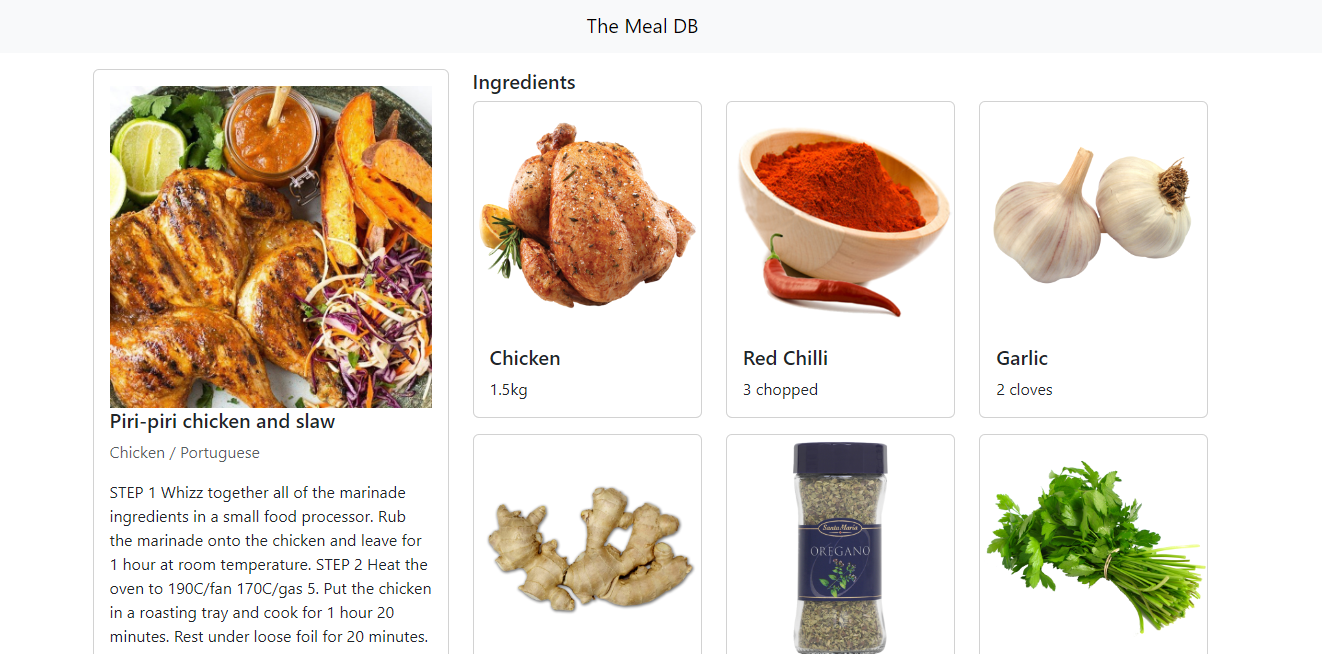 The Meal DB
Piri-piri chicken and slaw
Chicken / Portuguese
STEP 1 Whizz together all of the marinade
ingredients in a small food processor. Rub
the marinade onto the chicken and leave for
1 hour at room temperature. STEP 2 Heat the
oven to 190C/fan 170C/gas 5. Put the chicken
in a roasting tray and cook for 1 hour 20
minutes. Rest under loose foil for 20 minutes.
Ingredients
Chicken
1.5kg
Red Chilli
3 chopped
Garlic
2 cloves
Santa Maria
OREGANO